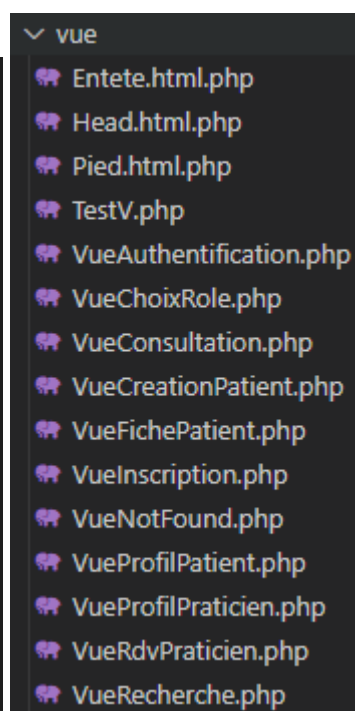 vue
Entete.html.php
Head.html.php
Pied.html.php
TestV.php
VueAuthentification.php
VueChoixRole.php
VueConsultation.php
VueCreationPatient.php
VueFichePatient.php
VueInscription.php
VueNotFound.php
VueProfilPatient.php
VueProfilPraticien.php
VueRdvPraticien.php
VueRecherche.php